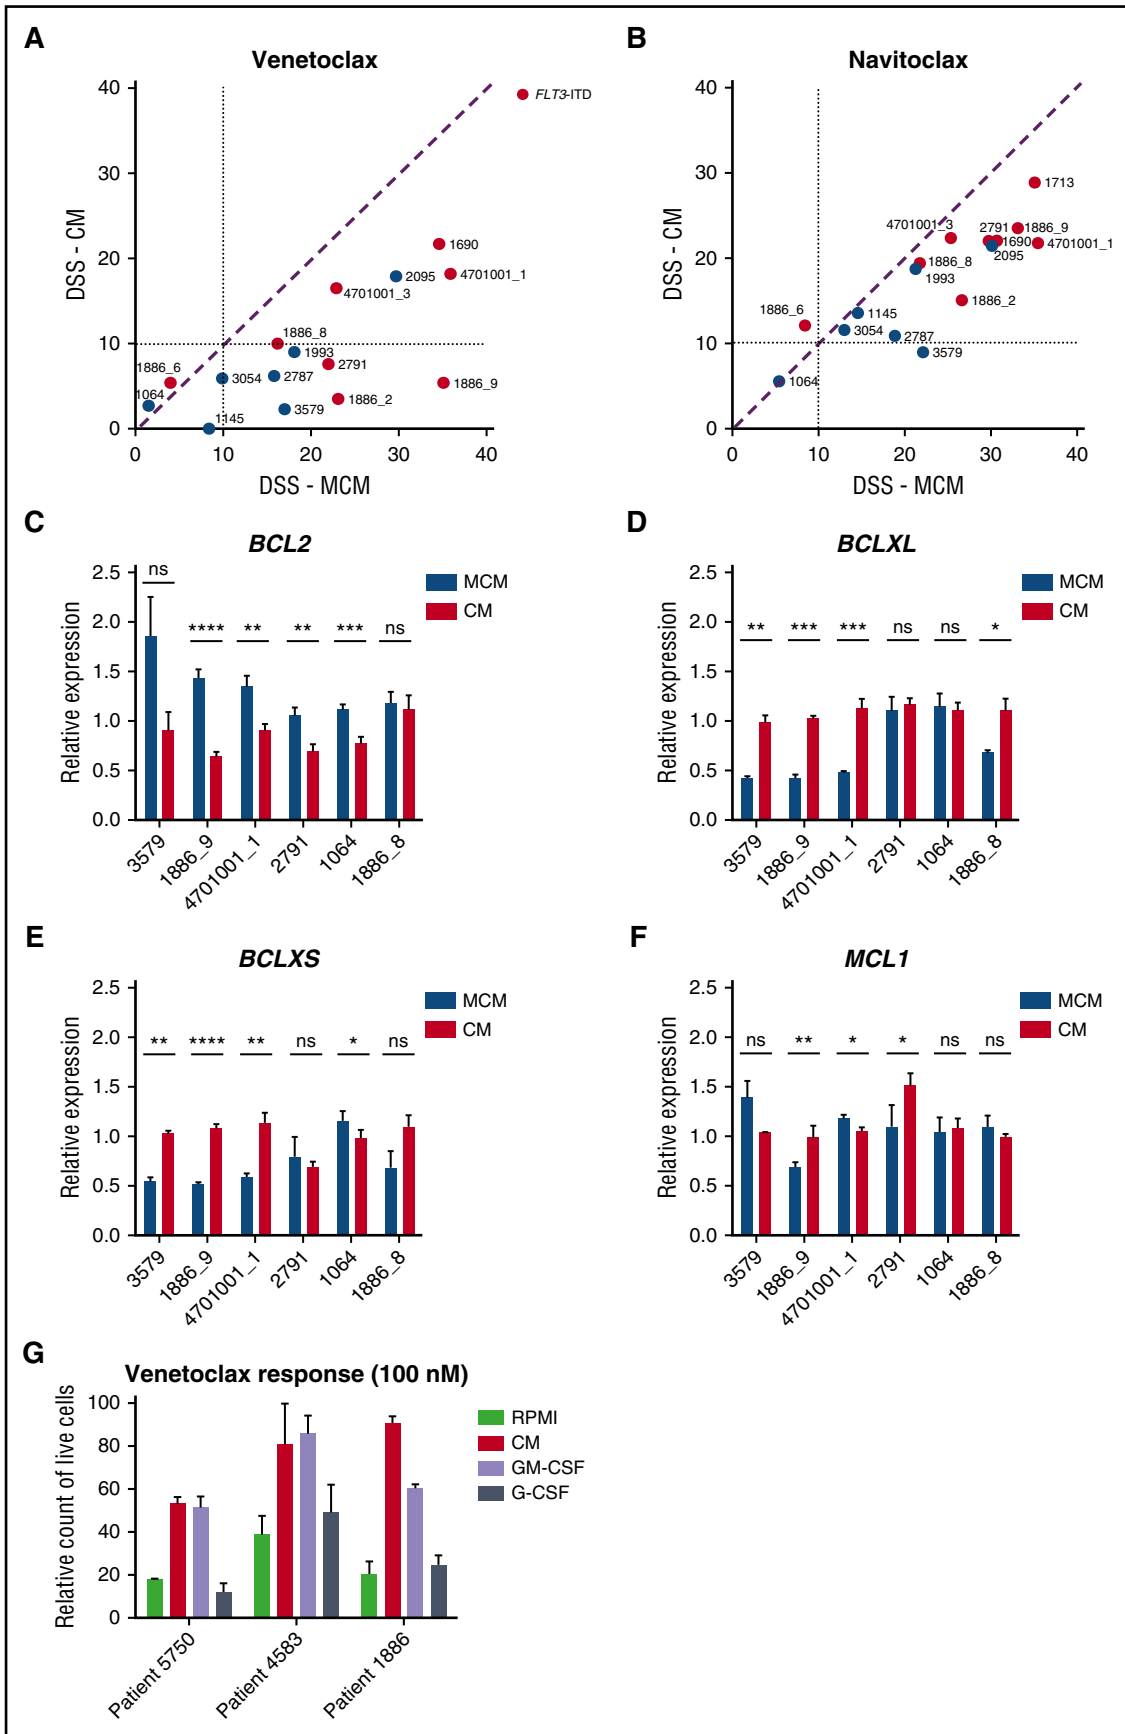 A
Venetoclax
40
30
20
10
0
DSS - CM
FLT3-ITD
1690
2095
4701001_1
4701001_3
1886_8
1993
2791
1886_6
3054
2787
1886_9
1064
1886_2
3579
1145
0 10 20 30 40
DSS - MCM
B
Navitoclax
40
30
20
10
0
DSS - CM
1713
4701001_3
2791
1886_9
1690
4701001_1
2095
1886_8
1993
1886_6
1886_2
1145
3054
2787
3579
1064
0 10 20 30 40
DSS - MCM
C
BCL2
2.5
2.0
1.5
1.0
0.5
0.0
Relative expression
ns **** ** ** *** ns
MCM
CM
3579 1886_9 4701001_1 2791 1064 1886_8
D
BCLXL
2.5
2.0
1.5
1.0
0.5
0.0
Relative expression
** *** *** ns ns *
MCM
CM
3579 1886_9 4701001_1 2791 1064 1886_8
E
BCLXS
2.5
2.0
1.5
1.0
0.5
0.0
Relative expression
** **** ** ns * ns
MCM
CM
3579 1886_9 4701001_1 2791 1064 1886_8
F
MCL1
2.5
2.0
1.5
1.0
0.5
0.0
Relative expression
ns ** * * ns ns
MCM
CM
3579 1886_9 4701001_1 2791 1064 1886_8
G
Venetoclax response (100 nM)
100
80
60
40
20
0
Relative count of live cells
RPMI
CM
GM-CSF
G-CSF
Patient 5750 Patient 4583 Patient 1886